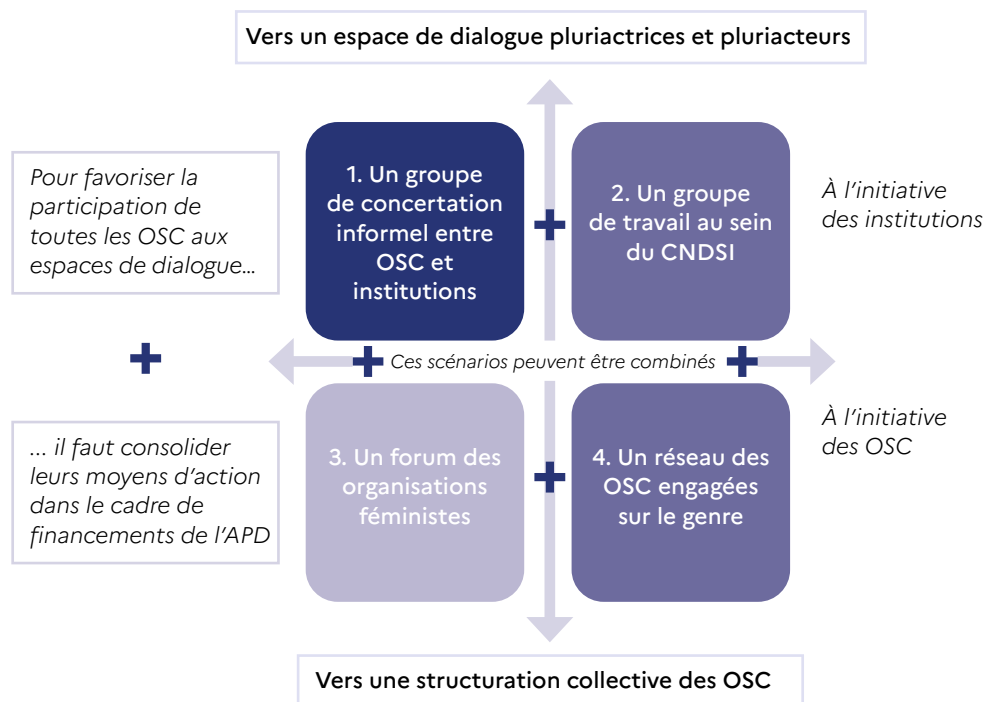 Vers un espace de dialogue pluriactrices et pluriacteurs
Pour favoriser la
participation de
toutes les OSC aux
espaces de dialogue...
1. Un groupe
de concertation
informel entre
OSC et
institutions
2. Un groupe
de travail au sein
du CNDSI
À l’initiative
des institutions
Ces scénarios peuvent être combinés
... il faut consolider
leurs moyens d’action
dans le cadre de
financements de l’APD
3. Un forum des
organisations
féministes
4. Un réseau des
OSC engagées
sur le genre
À l’initiative
des OSC
Vers une structuration collective des OSC